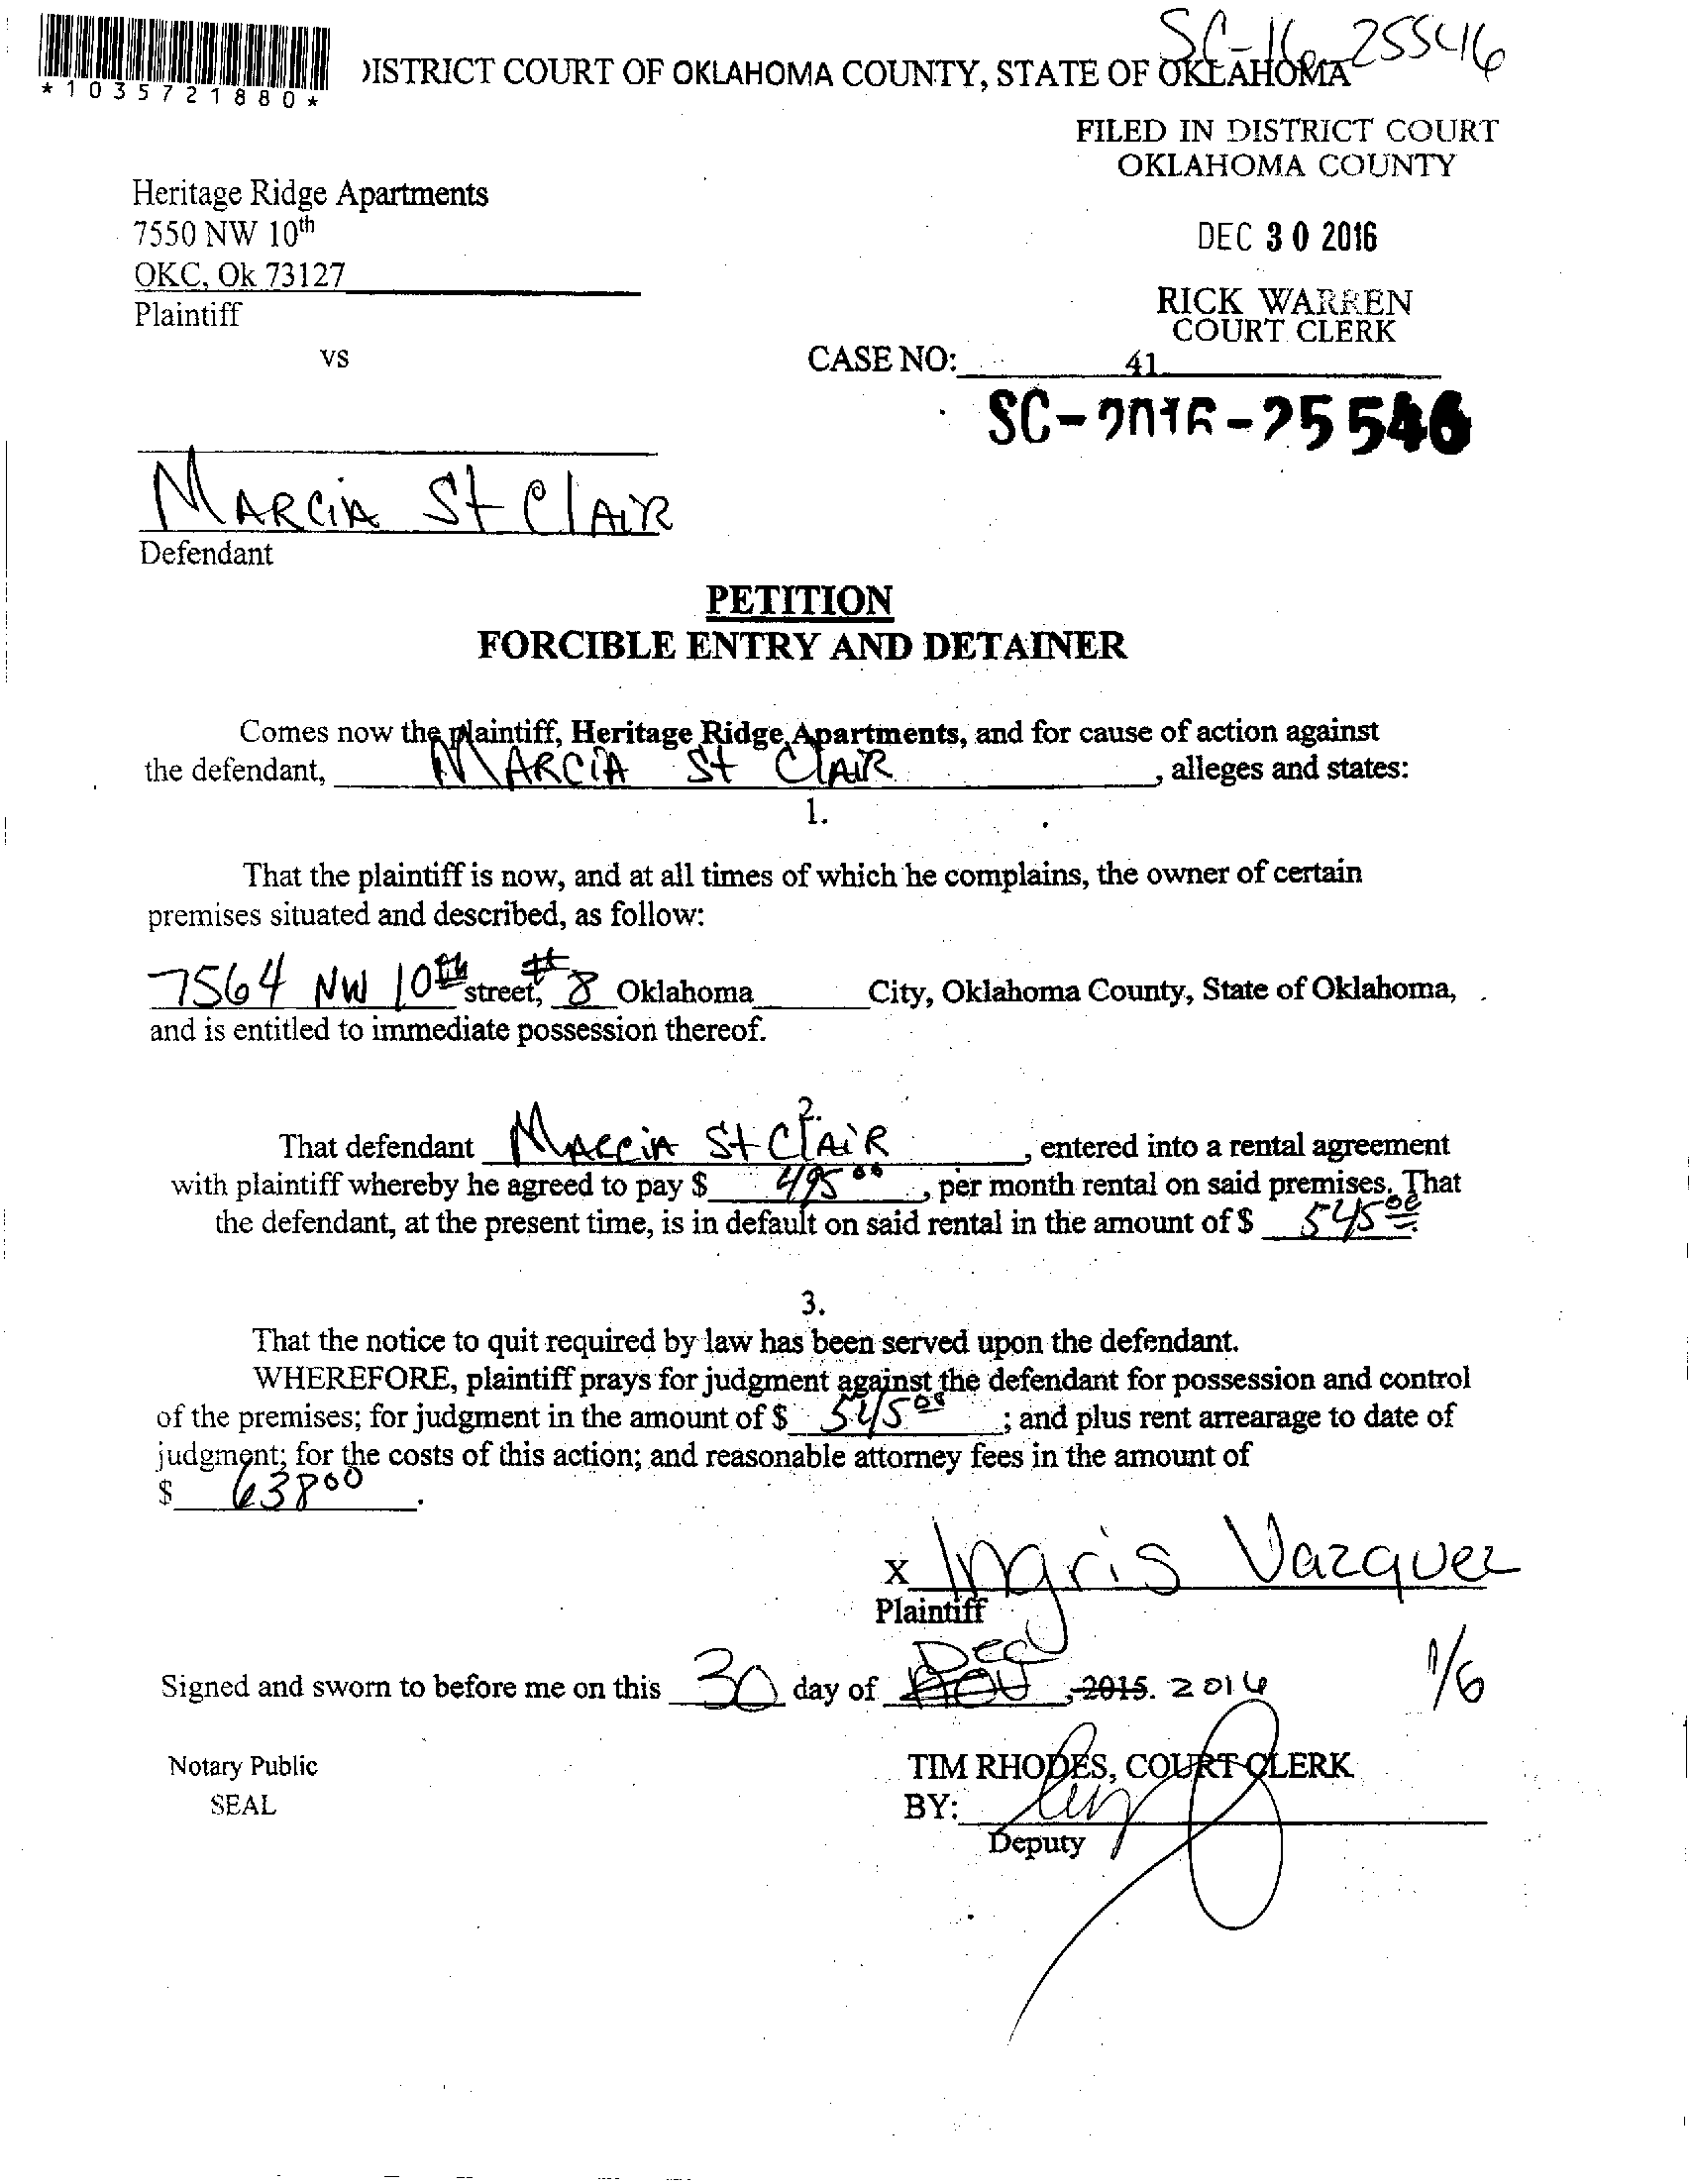 SC-16-25546
*1035721880*
DISTRICT COURT OF OKLAHOMA COUNTY, STATE OF OKLAHOMA
FILED IN DISTRICT COURT
OKLAHOMA COUNTY
Heritage Ridge Apartments
7550 NW 10th
DEC 30 2016
OKC, Ok 73127
Plaintiff
RICK WARREN
COURT CLERK
vs
CASE NO: 41
SC-2016-25546
MARCIA St ClAiR
Defendant
PETITION
FORCIBLE ENTRY AND DETAINER
Comes now the plaintiff, Heritage Ridge Apartments, and for cause of action against
the defendant, MARCIA St ClAiR, alleges and states:
1.
That the plaintiff is now, and at all times of which he complains, the owner of certain
premises situated and described, as follow:
7564 NW 10th street, #8 Oklahoma City, Oklahoma County, State of Oklahoma,
and is entitled to immediate possession thereof.
2.
That defendant MARCiA St ClAiR, entered into a rental agreement
with plaintiff whereby he agreed to pay $ 495 00, per month rental on said premises. That
the defendant, at the present time, is in default on said rental in the amount of $ 545 00.
3.
That the notice to quit required by law has been served upon the defendant.
WHEREFORE, plaintiff prays for judgment against the defendant for possession and control
of the premises; for judgment in the amount of $ 545 00; and plus rent arrearage to date of
judgment; for the costs of this action; and reasonable attorney fees in the amount of
$ 638 00.
X Ingris Vazquez
Plaintiff
Dec
Signed and sworn to before me on this 30 day of Nov, 2015. 2016
1/6
Notary Public
SEAL
TIM RHODES, COURT CLERK
BY:
Deputy